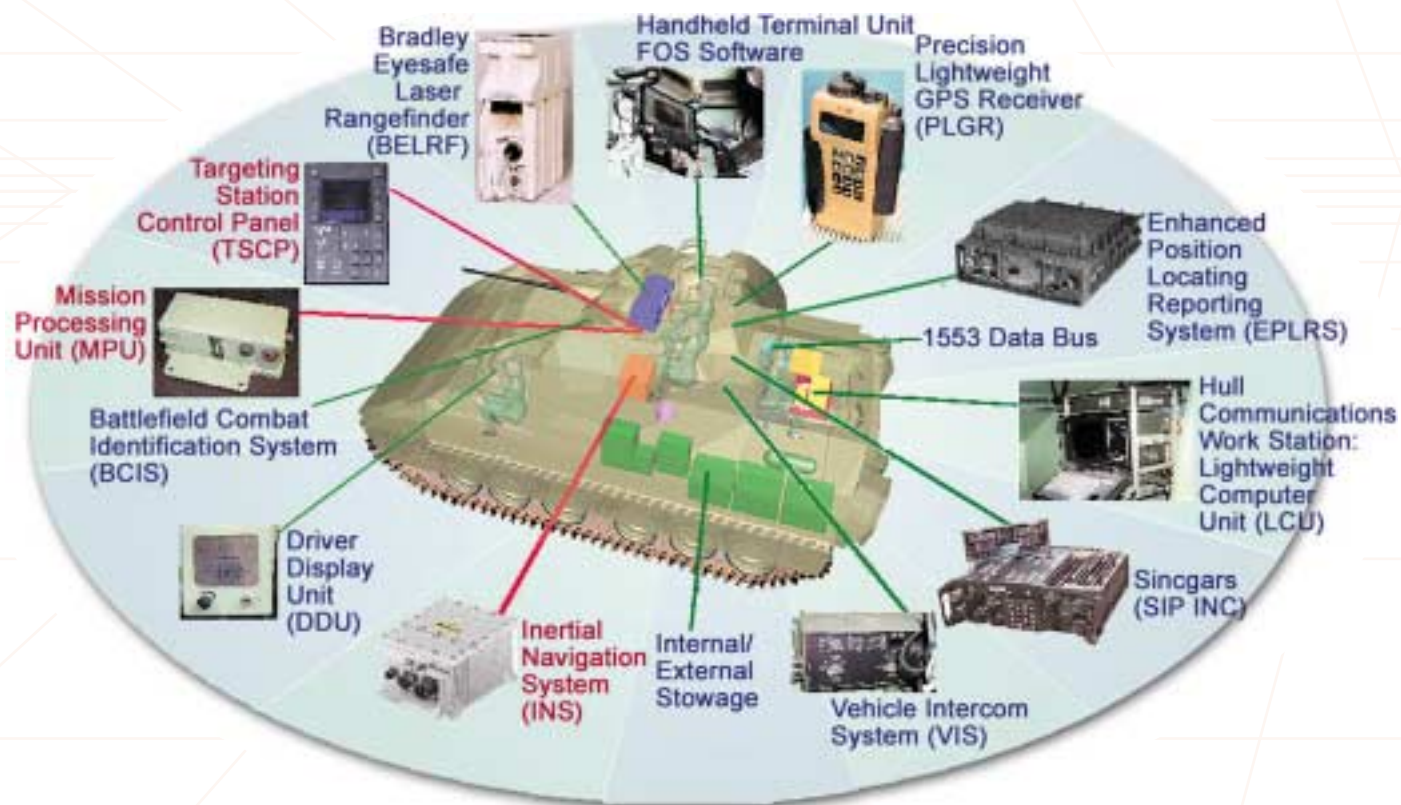 Bradley
Eyesafe
Laser
Rangefinder
(BELRF)
Handheld Terminal Unit
FOS Software
Precision
Lightweight
GPS Receiver
(PLGR)
Targeting
Station
Control Panel
(TSCP)
Enhanced
Position
Locating
Reporting
System (EPLRS)
Mission
Processing
Unit (MPU)
1553 Data Bus
Battlefield Combat
Identification System
(BCIS)
Hull
Communications
Work Station:
Lightweight
Computer
Unit (LCU)
Driver
Display
Unit
(DDU)
Inertial
Navigation
System
(INS)
Internal/
External
Stowage
Vehicle Intercom
System (VIS)
Sincgars
(SIP INC)